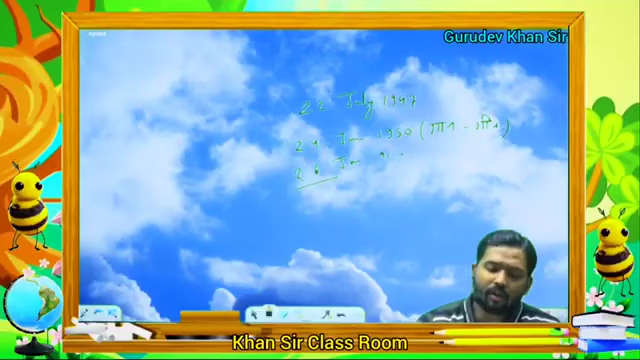 Gurudev Khan Sir
22 July 1947
24 Jan 1950 (गान - गीत)
26 Jan
Khan Sir Class Room